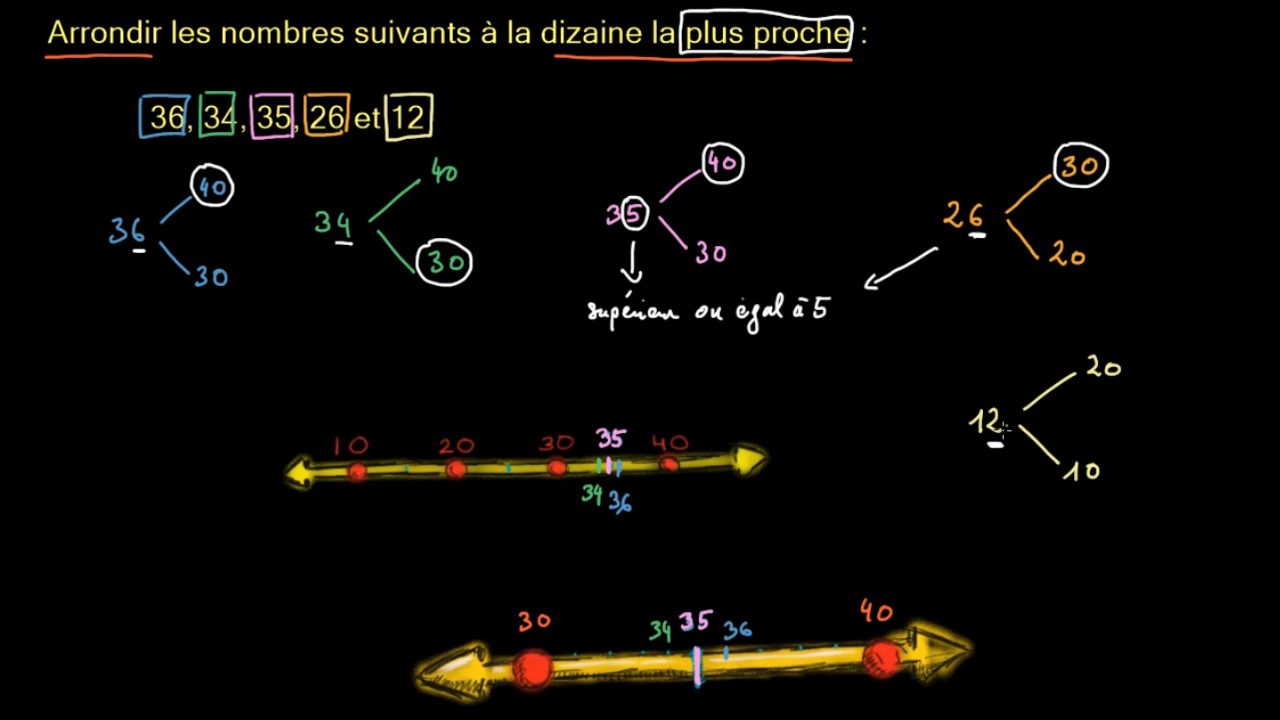 Arrondir les nombres suivants à la dizaine la plus proche :
36, 34, 35, 26 et 12
36 40 30
34 40 30
35 40 30
26 30 20
supérieur ou égal à 5
12 20 10
10 20 30 35 40
34 36
30 34 35 36 40